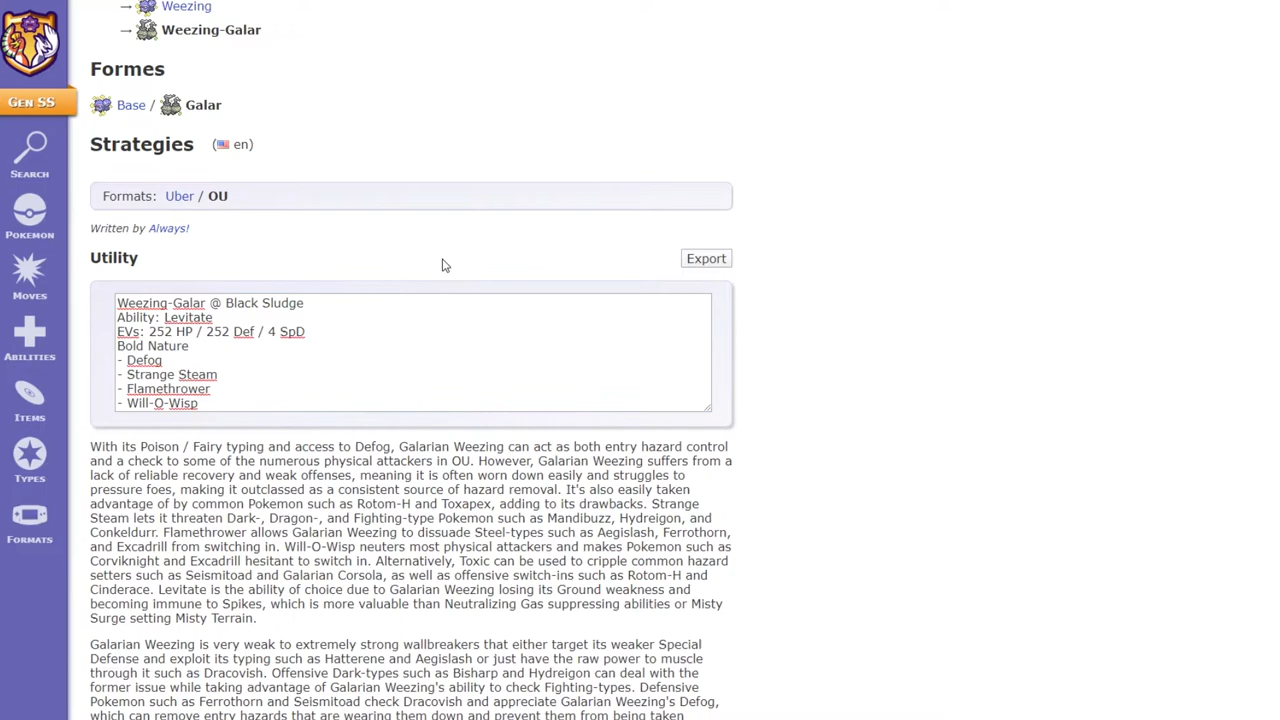 → Weezing
→ Weezing-Galar
Formes
Base / Galar
Strategies (en)
Formats: Uber / OU
Written by Always!
Utility
Export
Weezing-Galar @ Black Sludge
Ability: Levitate
EVs: 252 HP / 252 Def / 4 SpD
Bold Nature
- Defog
- Strange Steam
- Flamethrower
- Will-O-Wisp
With its Poison / Fairy typing and access to Defog, Galarian Weezing can act as both entry hazard control
and a check to some of the numerous physical attackers in OU. However, Galarian Weezing suffers from a
lack of reliable recovery and weak offenses, meaning it is often worn down easily and struggles to
pressure foes, making it outclassed as a consistent source of hazard removal. It's also easily taken
advantage of by common Pokemon such as Rotom-H and Toxapex, adding to its drawbacks. Strange
Steam lets it threaten Dark-, Dragon-, and Fighting-type Pokemon such as Mandibuzz, Hydreigon, and
Conkeldurr. Flamethrower allows Galarian Weezing to dissuade Steel-types such as Aegislash, Ferrothorn,
and Excadrill from switching in. Will-O-Wisp neuters most physical attackers and makes Pokemon such as
Corviknight and Excadrill hesitant to switch in. Alternatively, Toxic can be used to cripple common hazard
setters such as Seismitoad and Galarian Corsola, as well as offensive switch-ins such as Rotom-H and
Cinderace. Levitate is the ability of choice due to Galarian Weezing losing its Ground weakness and
becoming immune to Spikes, which is more valuable than Neutralizing Gas suppressing abilities or Misty
Surge setting Misty Terrain.
Galarian Weezing is very weak to extremely strong wallbreakers that either target its weaker Special
Defense and exploit its typing such as Hatterene and Aegislash or just have the raw power to muscle
through it such as Dracovish. Offensive Dark-types such as Bisharp and Hydreigon can deal with the
former issue while taking advantage of Galarian Weezing's ability to check Fighting-types. Defensive
Pokemon such as Ferrothorn and Seismitoad check Dracovish and appreciate Galarian Weezing's Defog,
which can remove entry hazards that are wearing them down and prevent them from being taken
GEN SS
SEARCH
POKEMON
MOVES
ABILITIES
ITEMS
TYPES
FORMATS